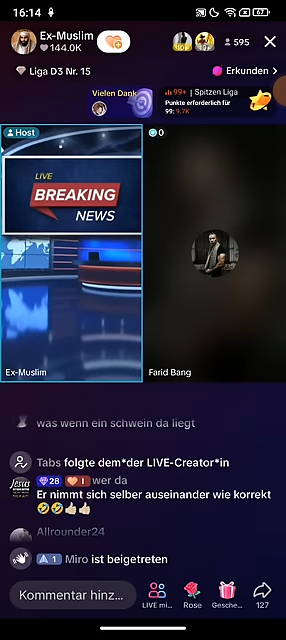 16:14
67
Ex-Muslim
144.0K
595
Liga D3 Nr. 15
Erkunden
Vielen Dank
99+ | Spitzen Liga
Punkte erforderlich für
99: 9.7K
Host
0
LIVE
BREAKING
NEWS
Ex-Muslim
Farid Bang
was wenn ein schwein da liegt
Tabs folgte dem*der LIVE-Creator*in
28 I wer da
Er nimmt sich selber auseinander wie korrekt
Allrounder24
1 Miro ist beigetreten
Kommentar hinz...
LIVE mi...
Rose
Gesche...
127